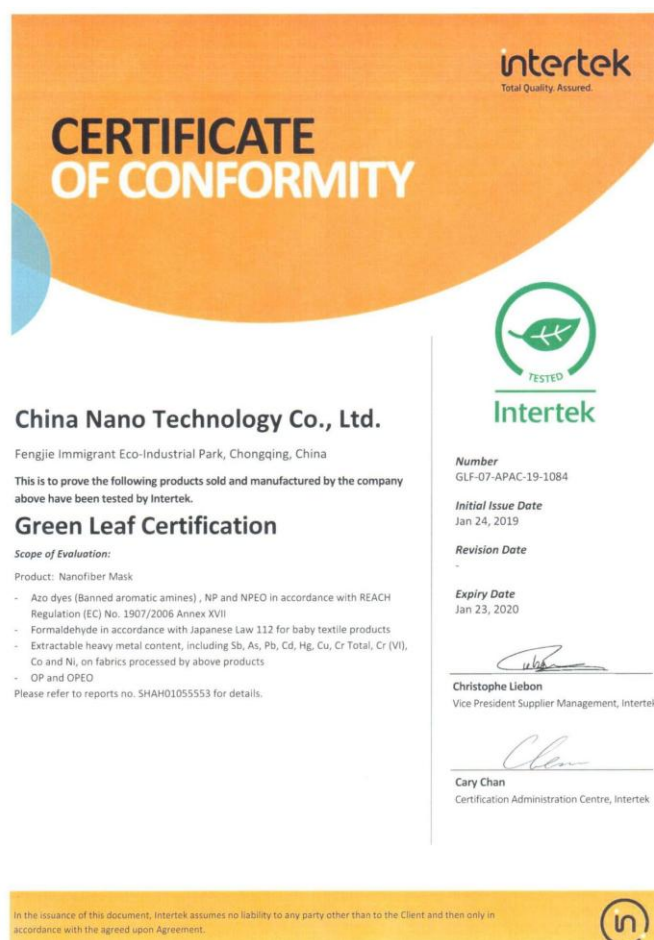 intertek
Total Quality. Assured.
CERTIFICATE
OF CONFORMITY
TESTED
Intertek
China Nano Technology Co., Ltd.
Fengjie Immigrant Eco-Industrial Park, Chongqing, China
This is to prove the following products sold and manufactured by the company
above have been tested by Intertek.
Green Leaf Certification
Scope of Evaluation:
Product: Nanofiber Mask
- Azo dyes (Banned aromatic amines) , NP and NPEO in accordance with REACH
Regulation (EC) No. 1907/2006 Annex XVII
- Formaldehyde in accordance with Japanese Law 112 for baby textile products
- Extractable heavy metal content, including Sb, As, Pb, Cd, Hg, Cu, Cr Total, Cr (VI),
Co and Ni, on fabrics processed by above products
- OP and OPEO
Please refer to reports no. SHAH01055553 for details.
Number
GLF-07-APAC-19-1084
Initial Issue Date
Jan 24, 2019
Revision Date
-
Expiry Date
Jan 23, 2020
Christophe Liebon
Vice President Supplier Management, Intertek
Cary Chan
Certification Administration Centre, Intertek
In the issuance of this document, Intertek assumes no liability to any party other than to the Client and then only in
accordance with the agreed upon Agreement.
in